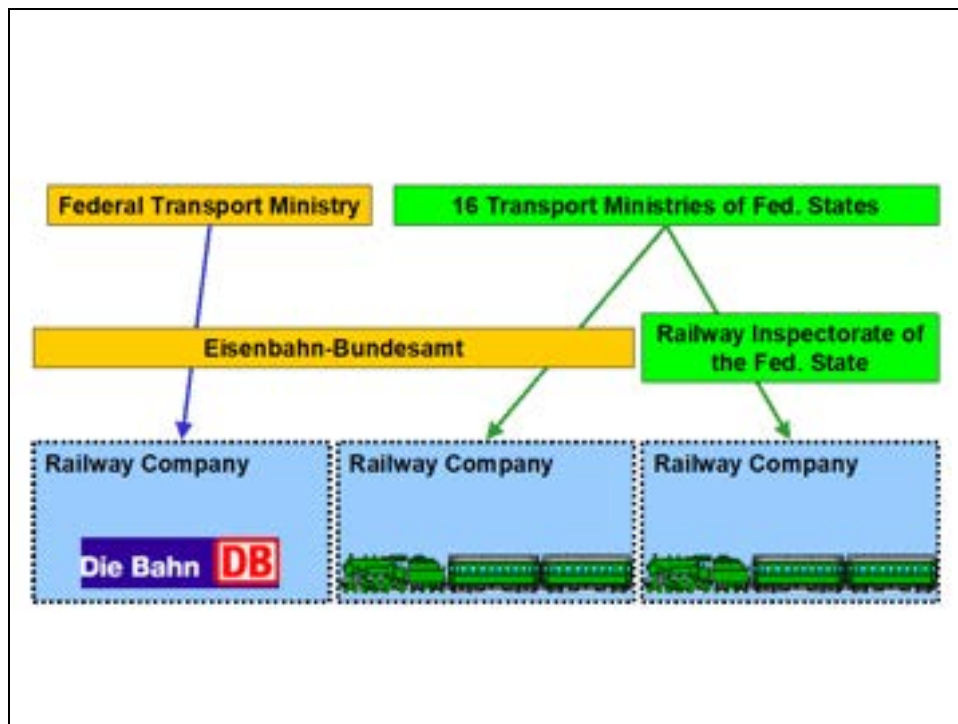 Federal Transport Ministry
16 Transport Ministries of Fed. States
Eisenbahn-Bundesamt
Railway Inspectorate of
the Fed. State
Railway Company
Railway Company
Railway Company
Die Bahn DB